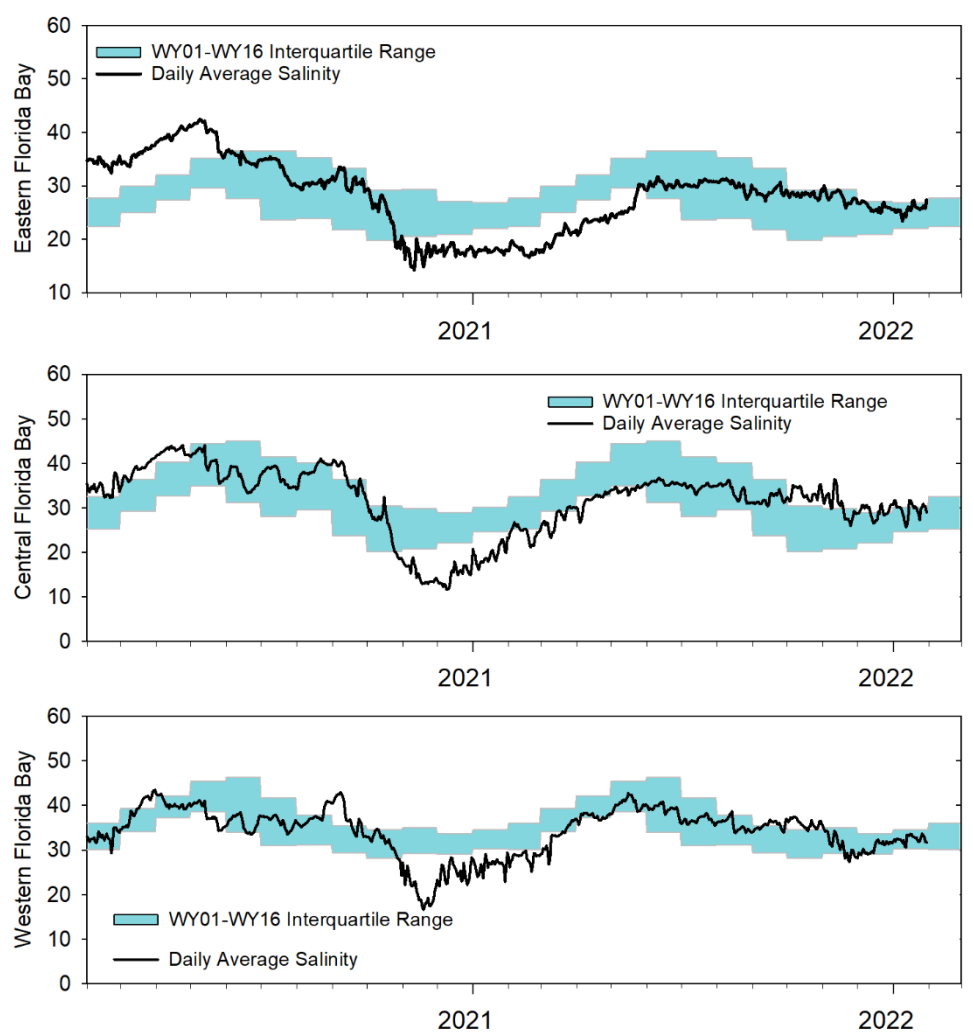 60
WY01-WY16 Interquartile Range
50
Daily Average Salinity
40
30
20
10
Eastern Florida Bay
2021
2022
60
WY01-WY16 Interquartile Range
50
Daily Average Salinity
40
30
20
10
0
Central Florida Bay
2021
2022
60
50
40
30
20
WY01-WY16 Interquartile Range
10
Daily Average Salinity
0
Western Florida Bay
2021
2022